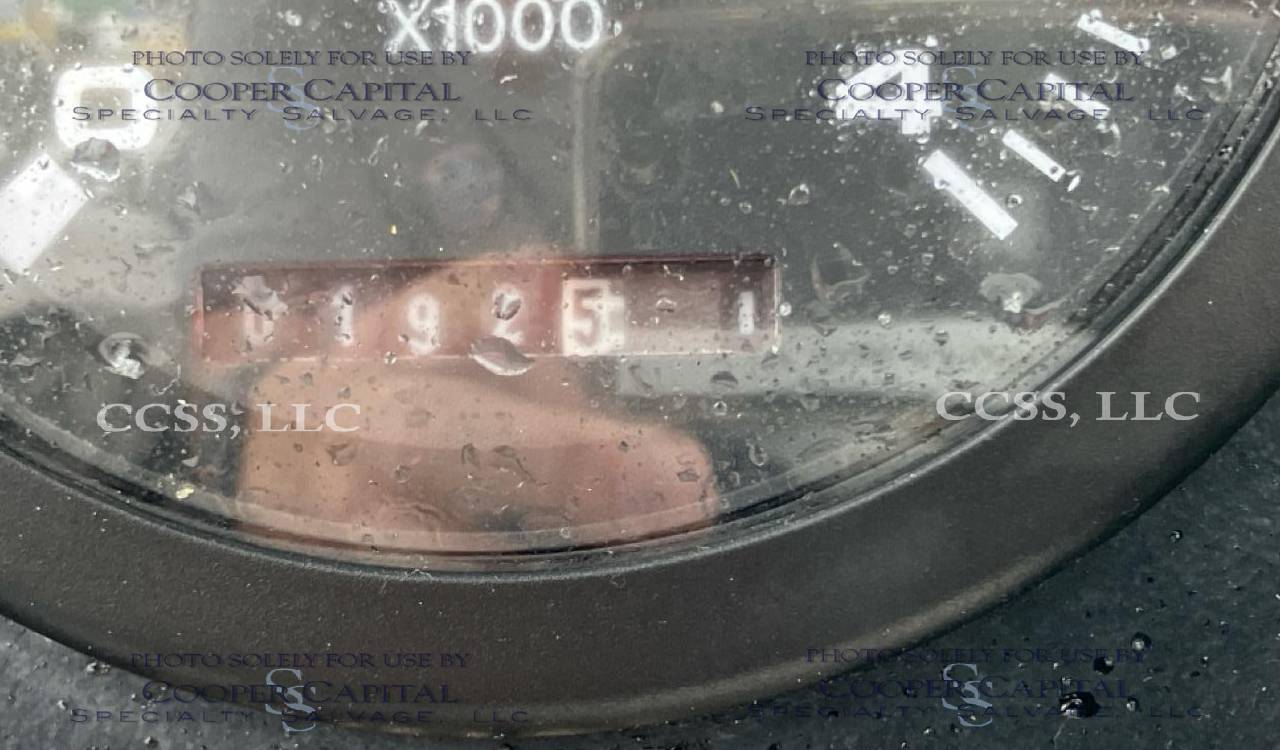 X1000
PHOTO SOLELY FOR USE BY
COOPER CAPITAL
SPECIALTY SALVAGE, LLC
PHOTO SOLELY FOR USE BY
COOPER CAPITAL
SPECIALTY SALVAGE, LLC
0
4
0 1 9 2 5 1
CCSS, LLC
CCSS, LLC
PHOTO SOLELY FOR USE BY
COOPER CAPITAL
SPECIALTY SALVAGE, LLC
PHOTO SOLELY FOR USE BY
COOPER CAPITAL
SPECIALTY SALVAGE, LLC